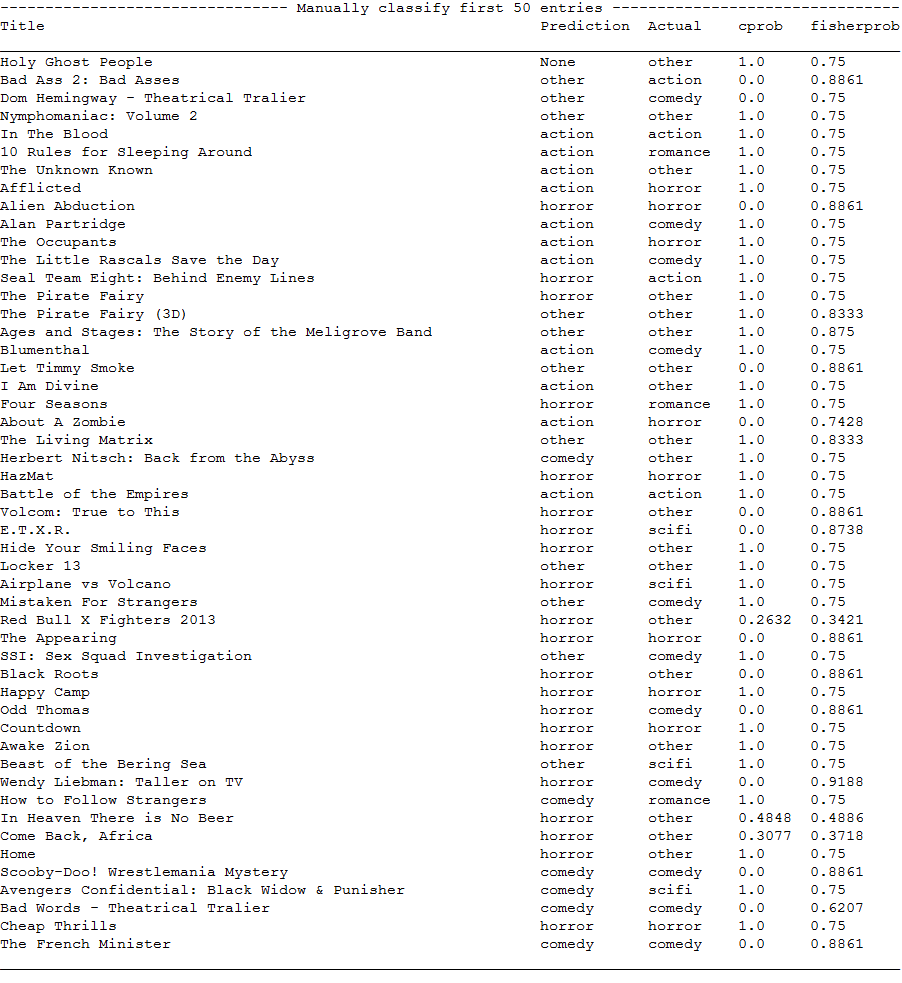 -------------------------------- Manually classify first 50 entries --------------------------------
Title Prediction Actual cprob fisherprob
Holy Ghost People None other 1.0 0.75
Bad Ass 2: Bad Asses other action 0.0 0.8861
Dom Hemingway - Theatrical Tralier other comedy 0.0 0.75
Nymphomaniac: Volume 2 other other 1.0 0.75
In The Blood action action 1.0 0.75
10 Rules for Sleeping Around action romance 1.0 0.75
The Unknown Known action other 1.0 0.75
Afflicted action horror 1.0 0.75
Alien Abduction horror horror 0.0 0.8861
Alan Partridge action comedy 1.0 0.75
The Occupants action horror 1.0 0.75
The Little Rascals Save the Day action comedy 1.0 0.75
Seal Team Eight: Behind Enemy Lines horror action 1.0 0.75
The Pirate Fairy horror other 1.0 0.75
The Pirate Fairy (3D) other other 1.0 0.8333
Ages and Stages: The Story of the Meligrove Band other other 1.0 0.875
Blumenthal action comedy 1.0 0.75
Let Timmy Smoke other other 0.0 0.8861
I Am Divine action other 1.0 0.75
Four Seasons horror romance 1.0 0.75
About A Zombie action horror 0.0 0.7428
The Living Matrix other other 1.0 0.8333
Herbert Nitsch: Back from the Abyss comedy other 1.0 0.75
HazMat horror horror 1.0 0.75
Battle of the Empires action action 1.0 0.75
Volcom: True to This horror other 0.0 0.8861
E.T.X.R. horror scifi 0.0 0.8738
Hide Your Smiling Faces horror other 1.0 0.75
Locker 13 other other 1.0 0.75
Airplane vs Volcano horror scifi 1.0 0.75
Mistaken For Strangers other comedy 1.0 0.75
Red Bull X Fighters 2013 horror other 0.2632 0.3421
The Appearing horror horror 0.0 0.8861
SSI: Sex Squad Investigation other comedy 1.0 0.75
Black Roots horror other 0.0 0.8861
Happy Camp horror horror 1.0 0.75
Odd Thomas horror comedy 0.0 0.8861
Countdown horror horror 1.0 0.75
Awake Zion horror other 1.0 0.75
Beast of the Bering Sea other scifi 1.0 0.75
Wendy Liebman: Taller on TV horror comedy 0.0 0.9188
How to Follow Strangers comedy romance 1.0 0.75
In Heaven There is No Beer horror other 0.4848 0.4886
Come Back, Africa horror other 0.3077 0.3718
Home horror other 1.0 0.75
Scooby-Doo! Wrestlemania Mystery comedy comedy 0.0 0.8861
Avengers Confidential: Black Widow & Punisher comedy scifi 1.0 0.75
Bad Words - Theatrical Tralier comedy comedy 0.0 0.6207
Cheap Thrills horror horror 1.0 0.75
The French Minister comedy comedy 0.0 0.8861